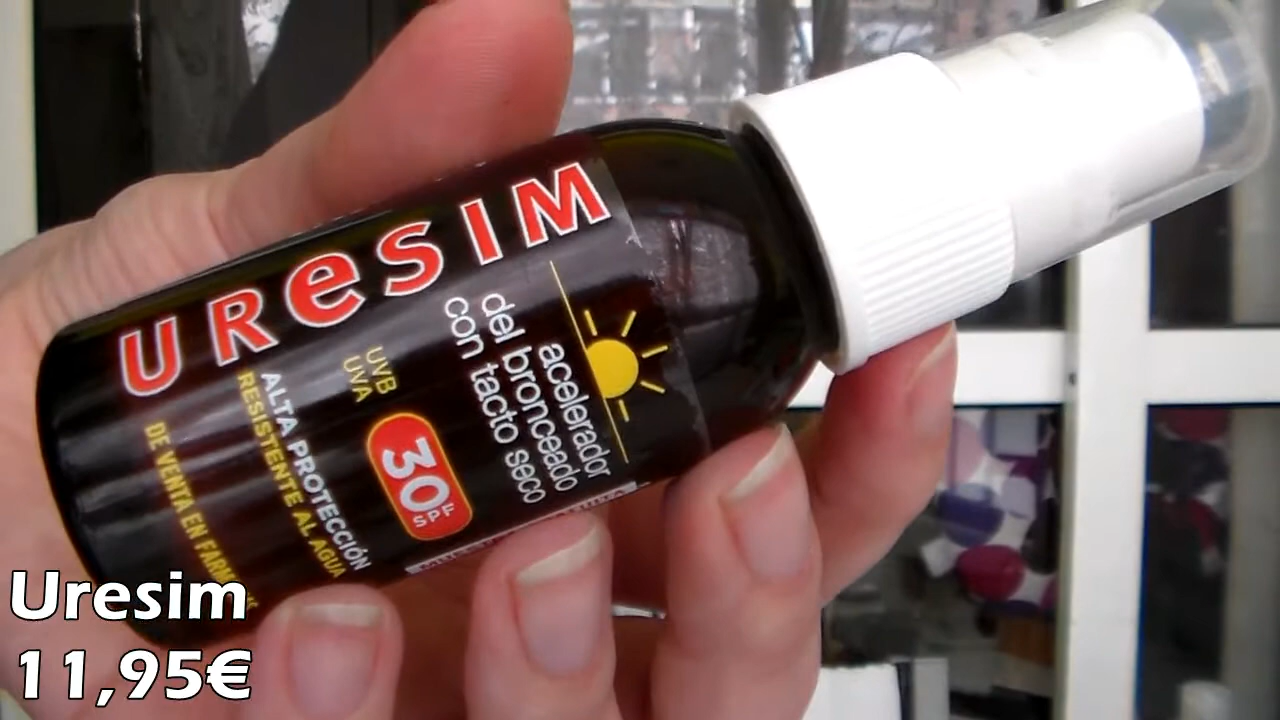 URESIM
acelerador
del bronceado
con tacto seco
UVB
UVA
30
SPF
ALTA PROTECCIÓN
RESISTENTE AL AGUA
DE VENTA EN
Uresim
11,95€